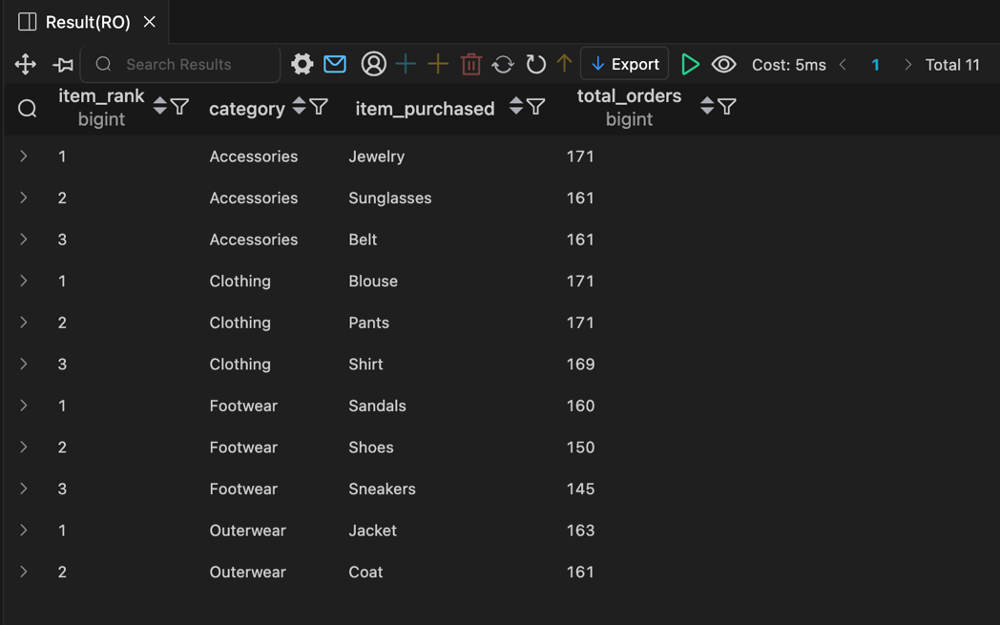 Result(RO)
Search Results Export Cost: 5ms 1 Total 11
item_rank category item_purchased total_orders
bigint bigint
1 Accessories Jewelry 171
2 Accessories Sunglasses 161
3 Accessories Belt 161
1 Clothing Blouse 171
2 Clothing Pants 171
3 Clothing Shirt 169
1 Footwear Sandals 160
2 Footwear Shoes 150
3 Footwear Sneakers 145
1 Outerwear Jacket 163
2 Outerwear Coat 161